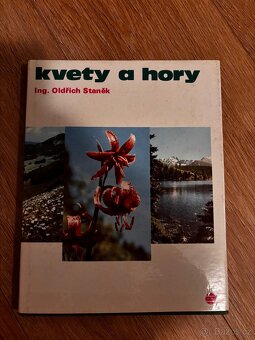 kvety a hory
Ing. Oldřich Staněk